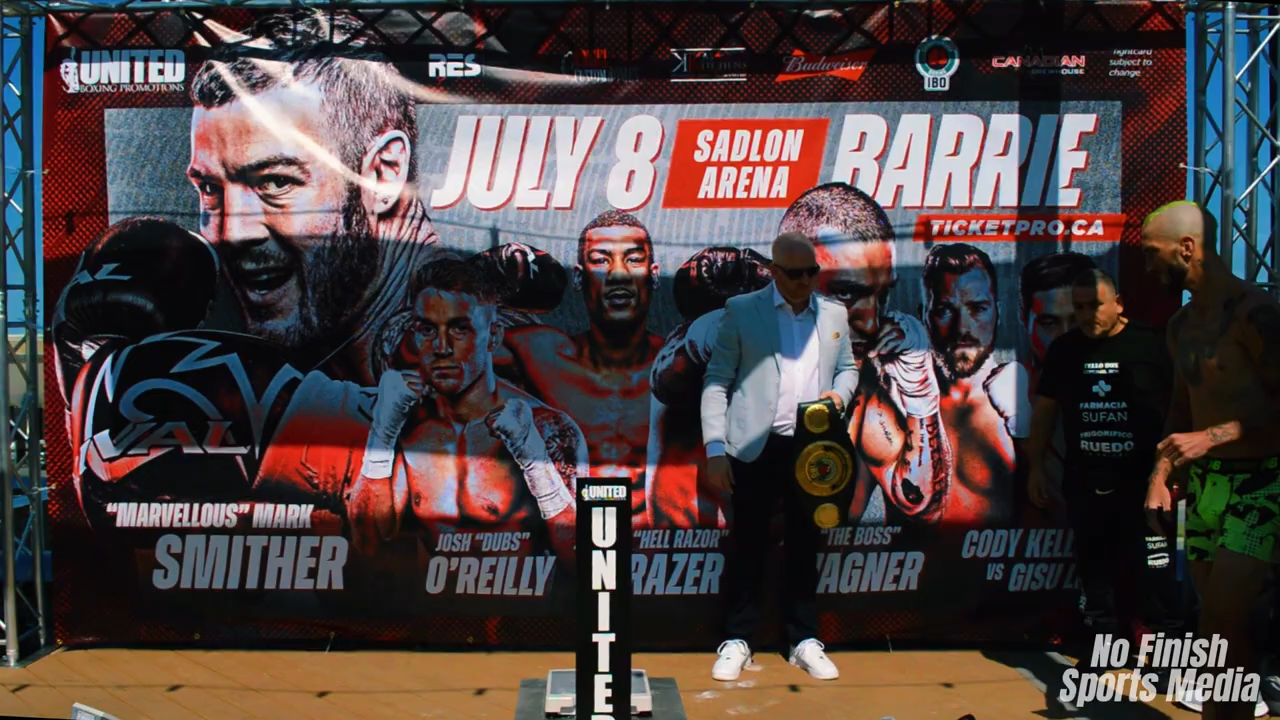 UNITED
BOXING PROMOTIONS
RES
Budweiser
IBO
CANADIAN
fightcard
subject to
change
JULY 8
SADLON
ARENA
BARRIE
TICKETPRO.CA
VAL
"MARVELLOUS" MARK
SMITHER
JOSH "DUBS"
O'REILLY
"HELL RAZOR"
RAZER
"THE BOSS"
AGNER
CODY KELL
VS GISU L
UNITED
UNITED
FARMACIA
SUFAN
FRIGORIFICO
RUEDO
No Finish
Sports Media